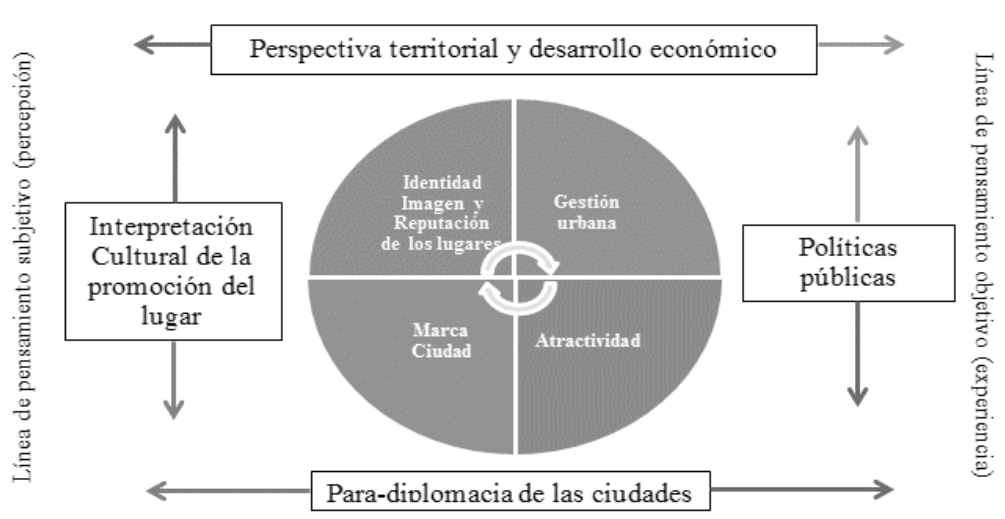 Perspectiva territorial y desarrollo económico
Línea de pensamiento subjetivo (percepción)
Interpretación
Cultural de la
promoción del
lugar
Identidad
Imagen y
Reputación
de los lugares
Gestión
urbana
Marca
Ciudad
Atractividad
Políticas
públicas
Línea de pensamiento objetivo (experiencia)
Para-diplomacia de las ciudades